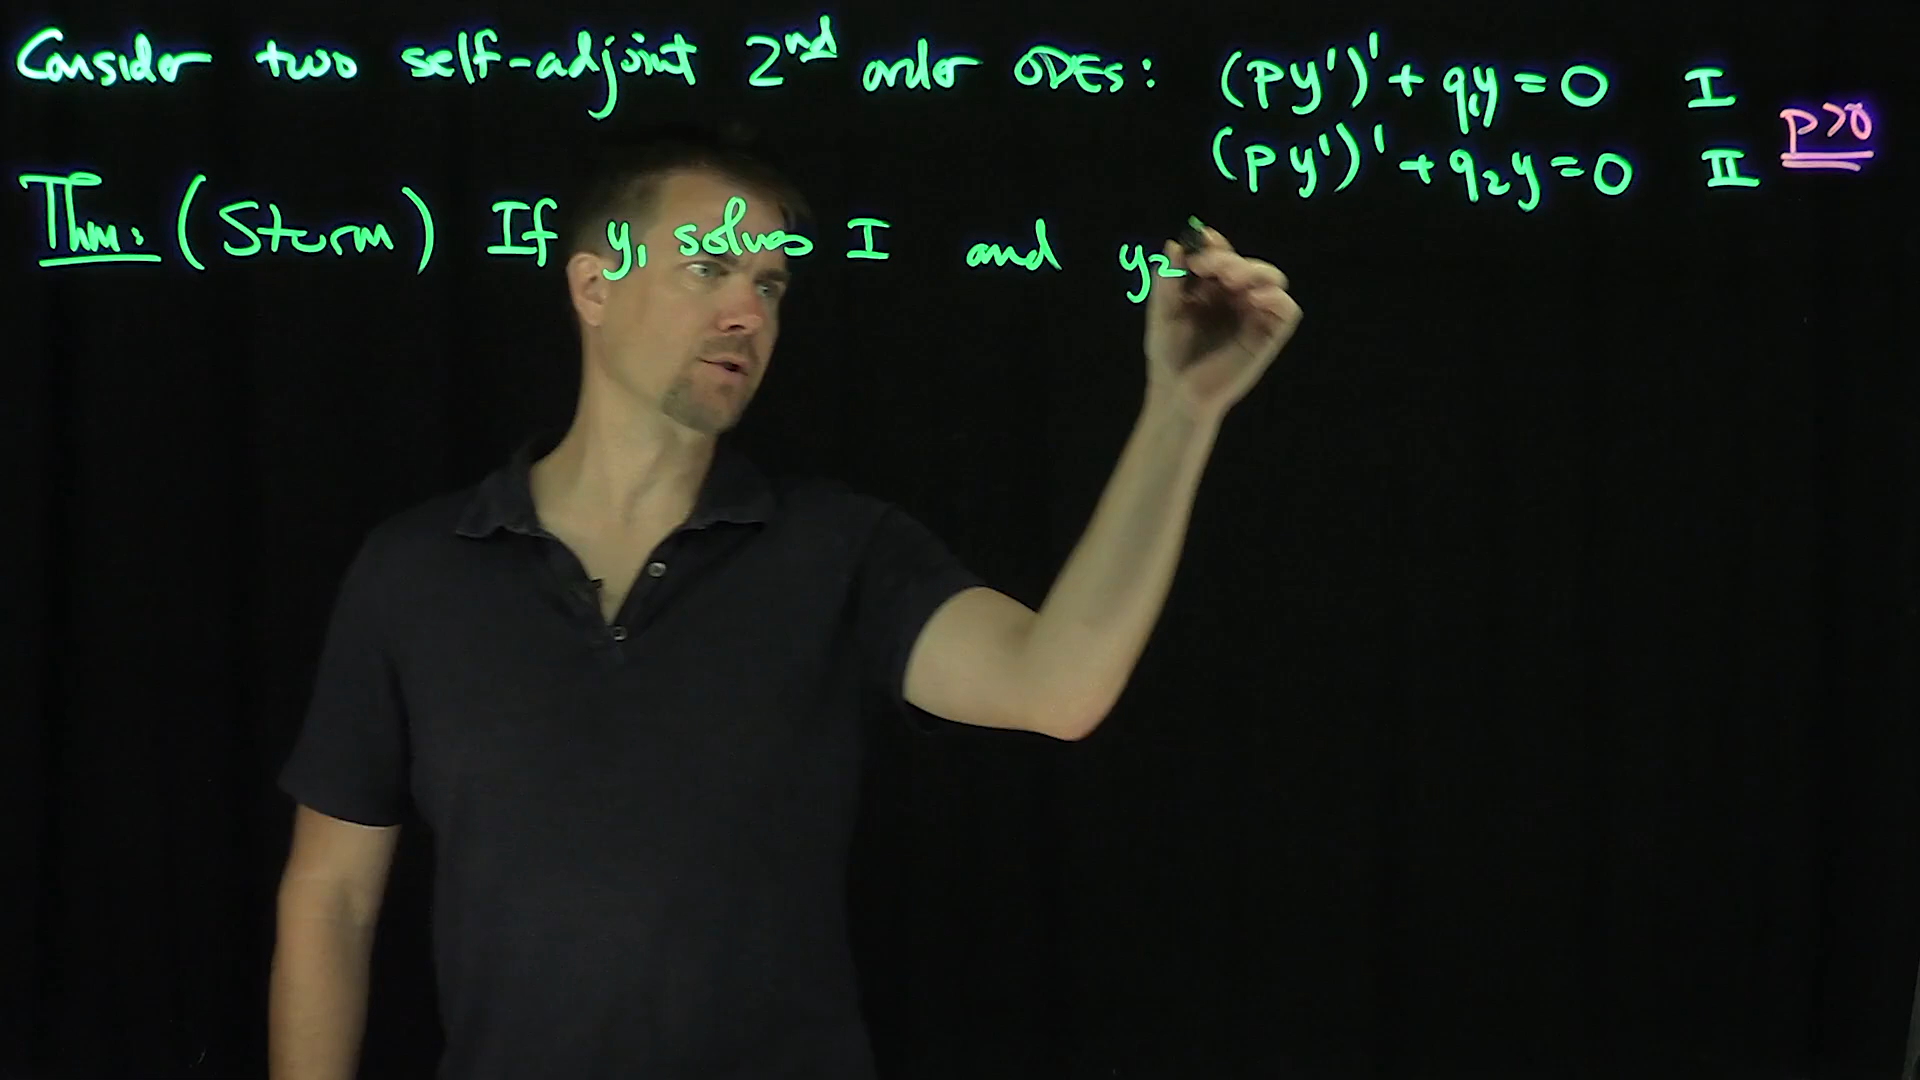 Consider two self-adjoint 2nd order ODEs: (py')' + q₁y = 0 I
(py')' + q₂y = 0 II
p>0
Thm: (Sturm) If y₁ solves I and y₂